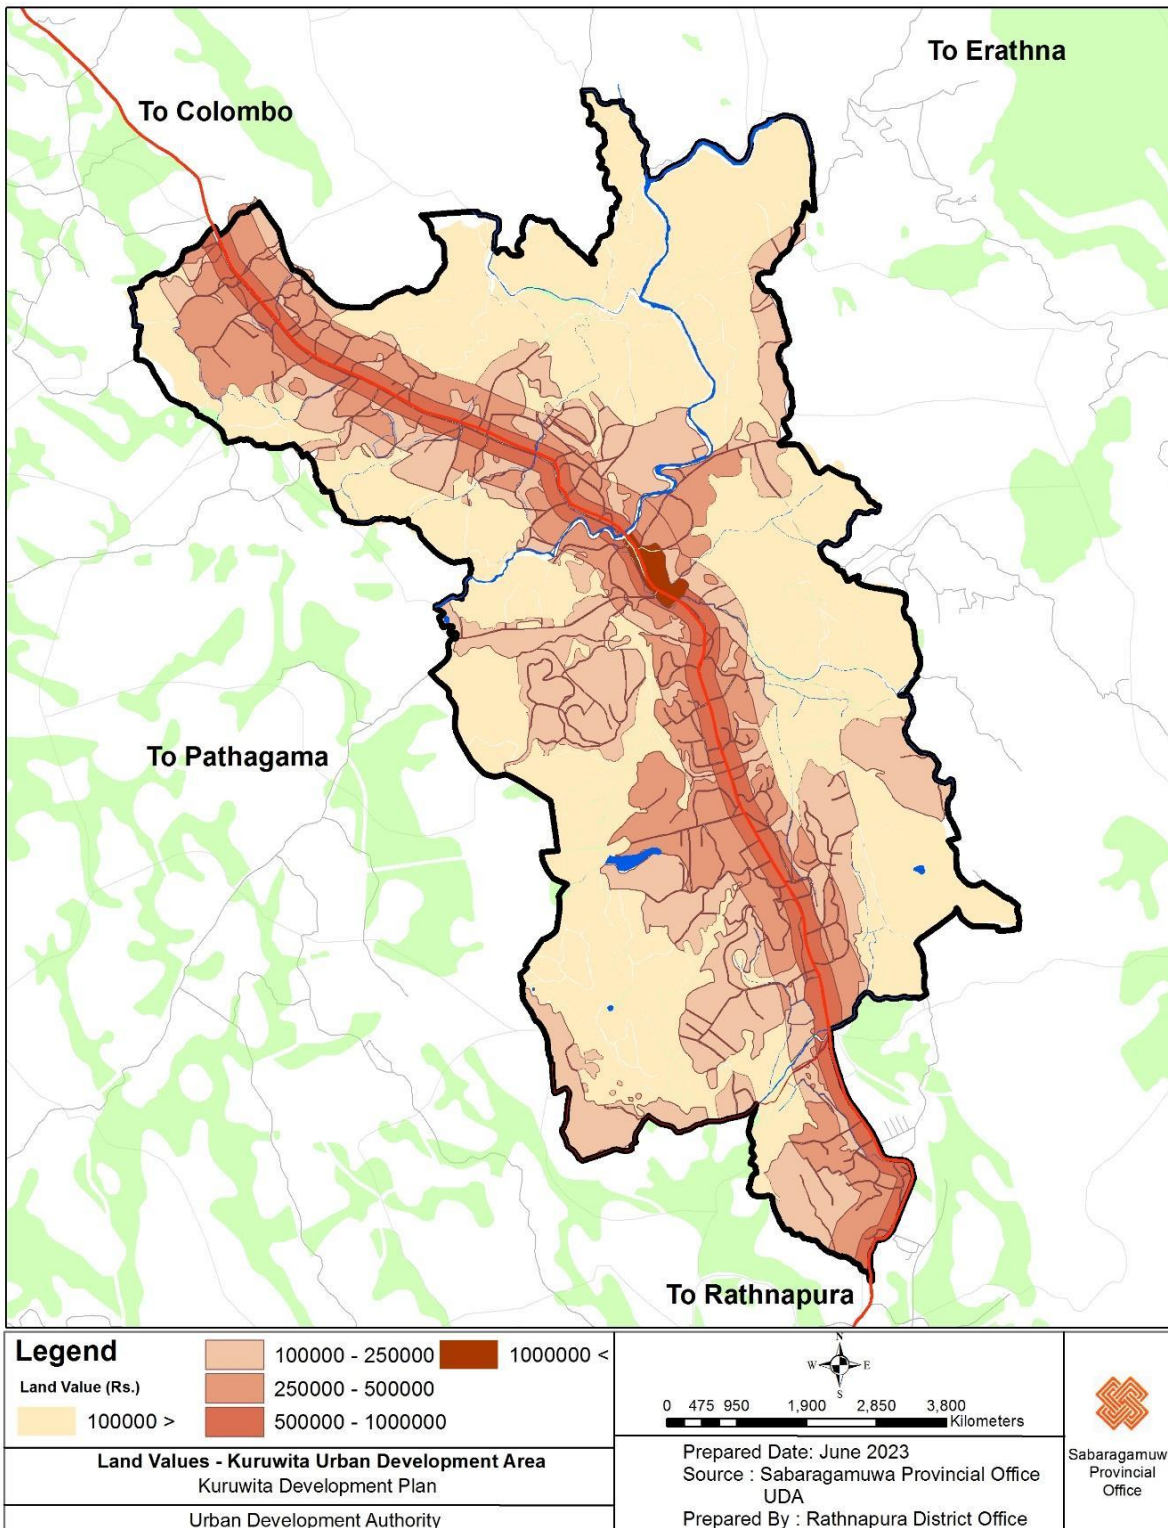 To Erathna
To Colombo
To Pathagama
To Rathnapura
Legend
Land Value (Rs.)
100000 >
100000 - 250000
250000 - 500000
500000 - 1000000
1000000 <
Land Values - Kuruwita Urban Development Area
Kuruwita Development Plan
Urban Development Authority
N
W E
S
0 475 950 1,900 2,850 3,800
Kilometers
Prepared Date: June 2023
Source : Sabaragamuwa Provincial Office
UDA
Prepared By : Rathnapura District Office
Sabaragamuw
Provincial
Office